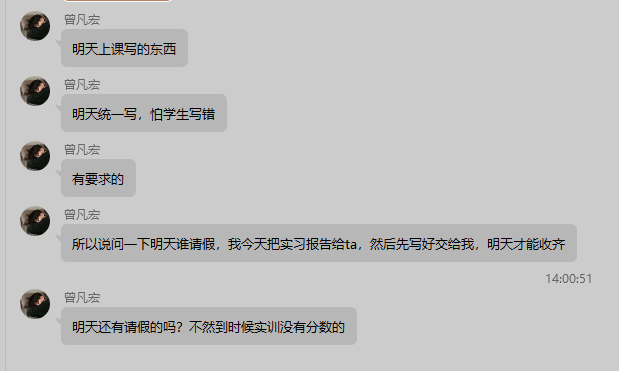 曾凡宏
明天上课写的东西
曾凡宏
明天统一写，怕学生写错
曾凡宏
有要求的
曾凡宏
所以说问一下明天谁请假，我今天把实习报告给ta，然后先写好交给我，明天才能收齐
14:00:51
曾凡宏
明天还有请假的吗？不然到时候实训没有分数的